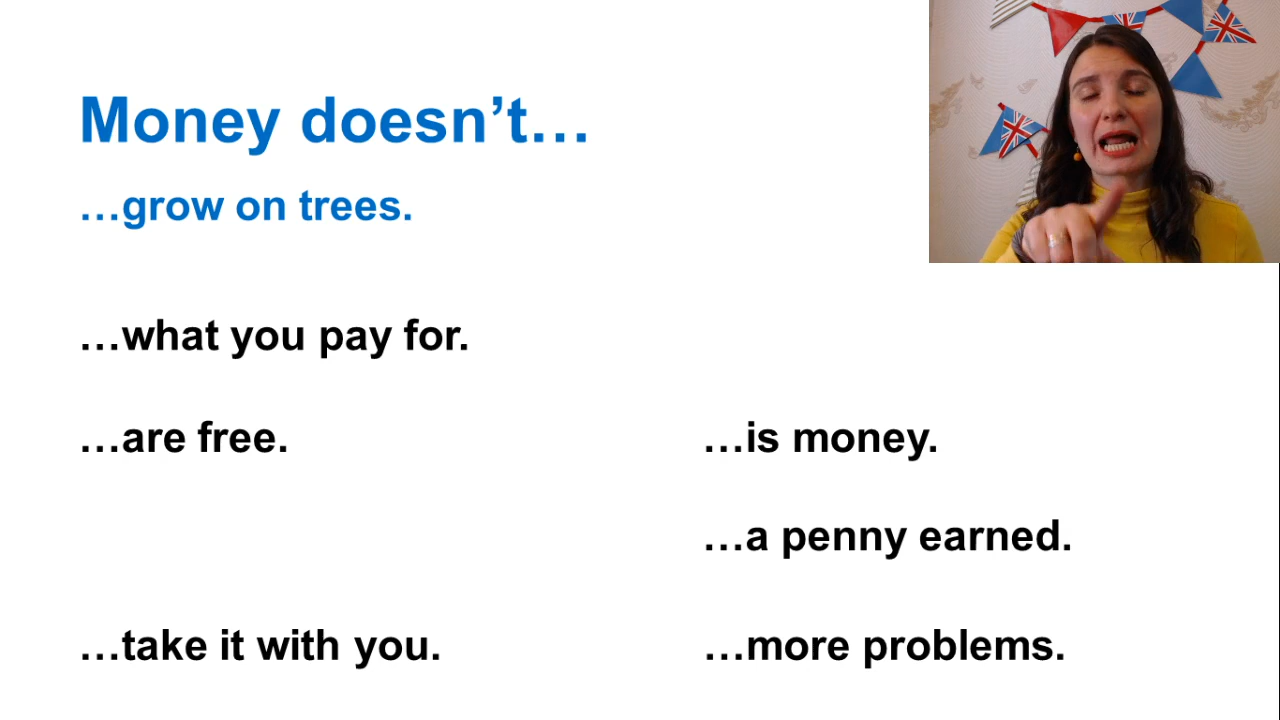 Money doesn’t…
…grow on trees.
…what you pay for.
…are free.
…is money.
…a penny earned.
…take it with you.
…more problems.